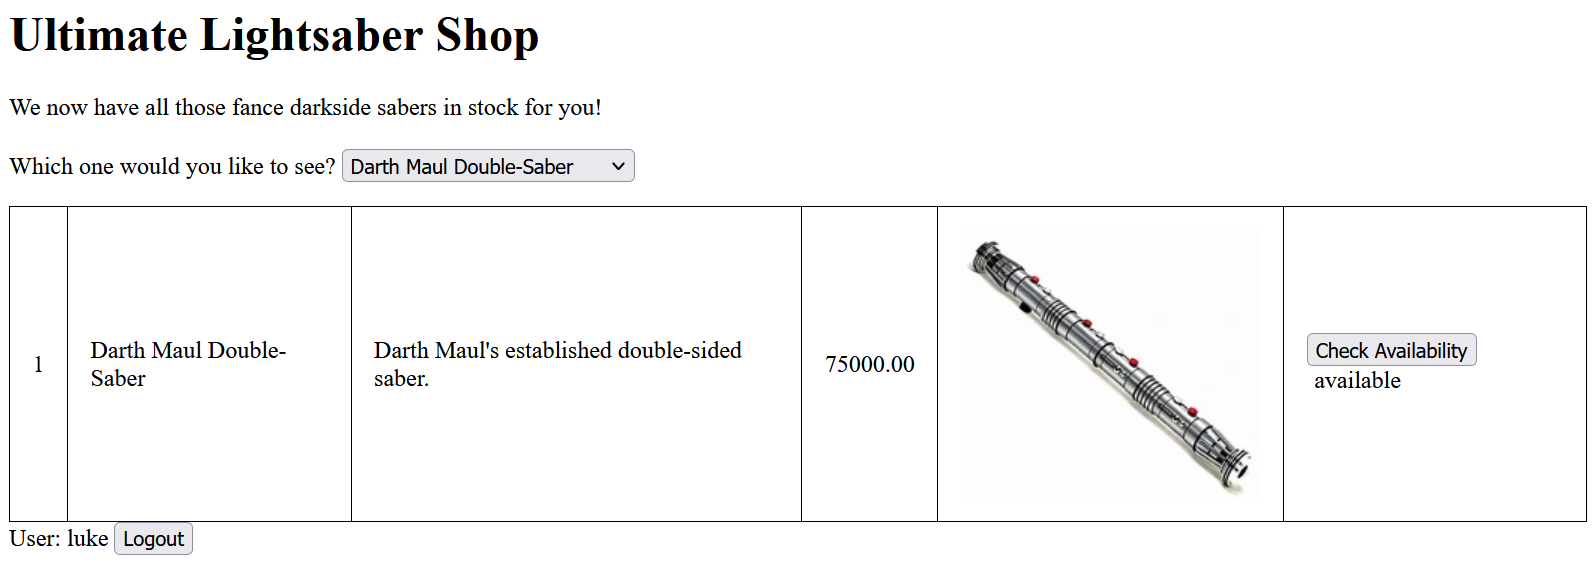 Ultimate Lightsaber Shop
We now have all those fance darkside sabers in stock for you!
Which one would you like to see? Darth Maul Double-Saber
1
Darth Maul Double-
Saber
Darth Maul's established double-sided
saber.
75000.00
Check Availability
available
User: luke Logout